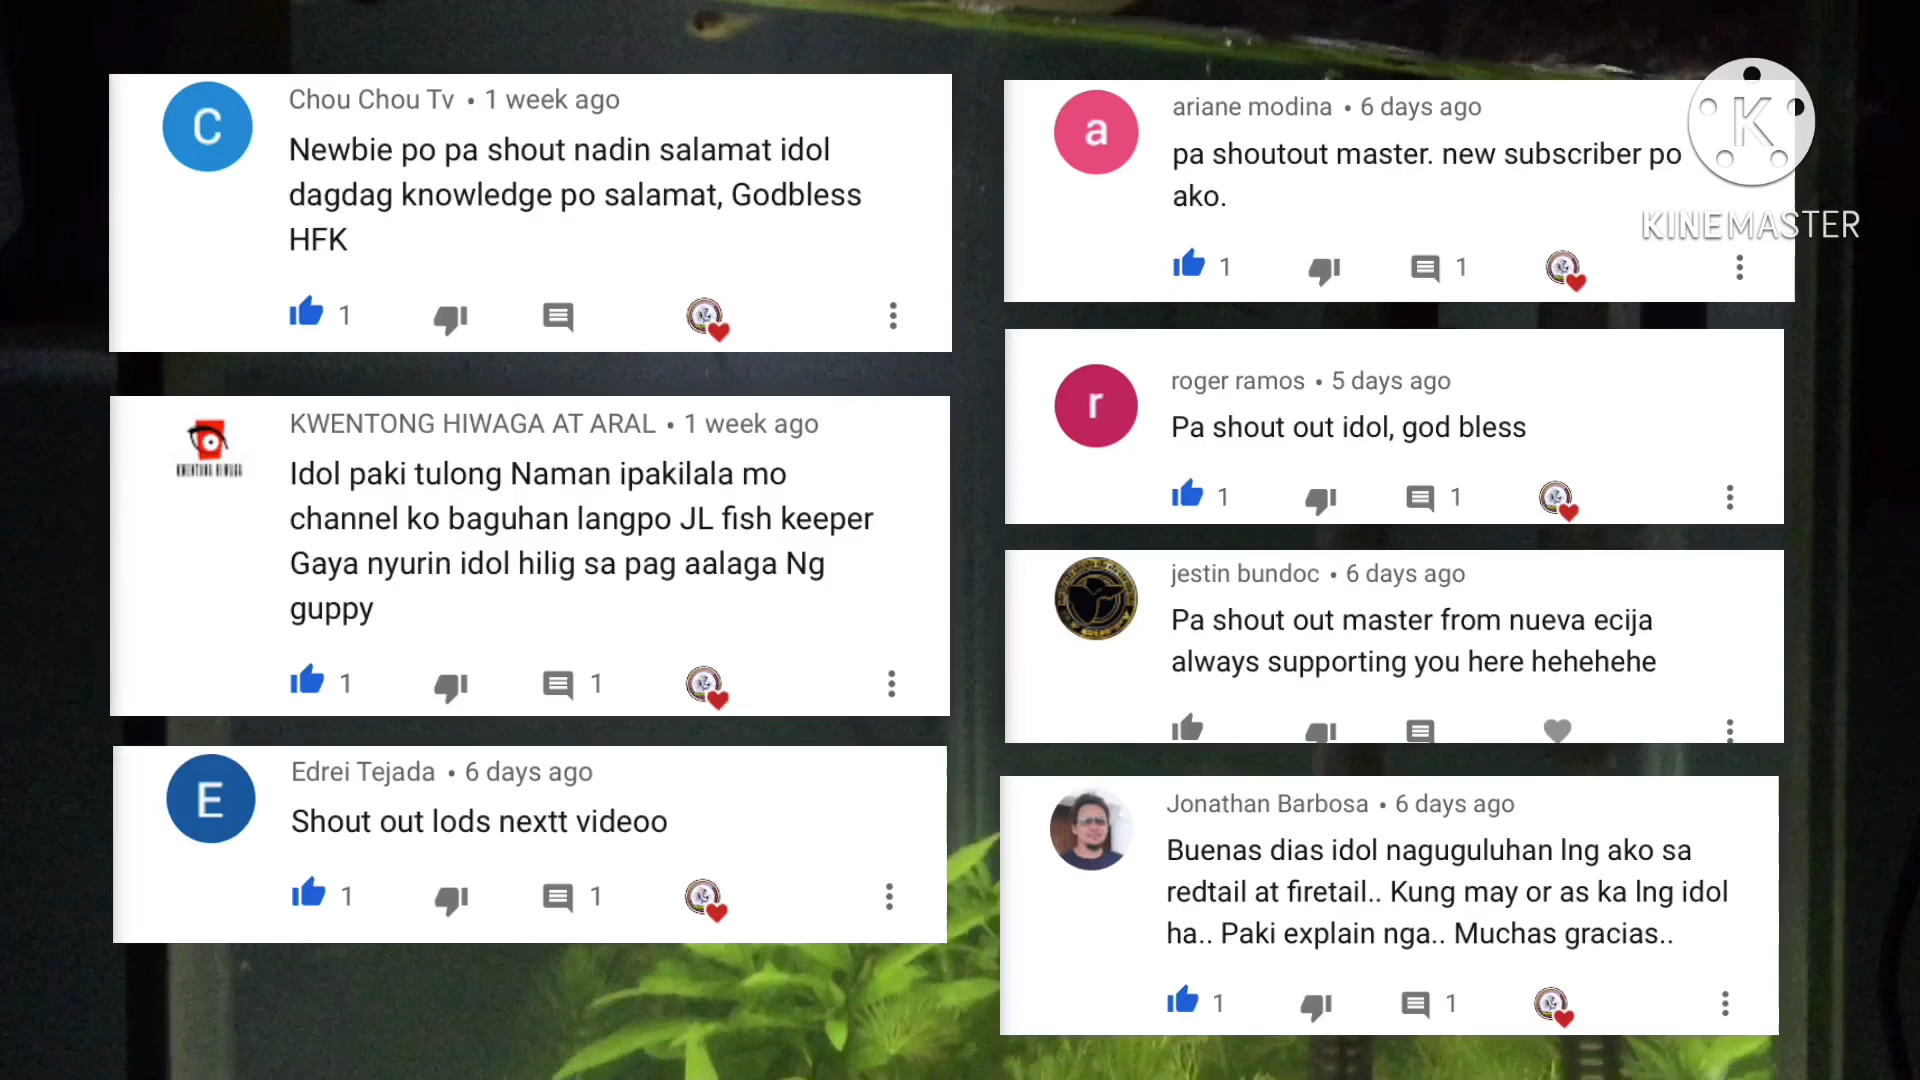 C
Chou Chou Tv • 1 week ago
Newbie po pa shout nadin salamat idol
dagdag knowledge po salamat, Godbless
HFK
1
KWENTONG HIWAGA AT ARAL • 1 week ago
KWENTONG HIWAGA
Idol paki tulong Naman ipakilala mo
channel ko baguhan langpo JL fish keeper
Gaya nyurin idol hilig sa pag aalaga Ng
guppy
1 1
E
Edrei Tejada • 6 days ago
Shout out lods nextt videoo
1 1
a
ariane modina • 6 days ago
pa shoutout master. new subscriber po
ako.
1 1
K
KINEMASTER
r
roger ramos • 5 days ago
Pa shout out idol, god bless
1 1
jestin bundoc • 6 days ago
Pa shout out master from nueva ecija
always supporting you here hehehehe
Jonathan Barbosa • 6 days ago
Buenas dias idol naguguluhan lng ako sa
redtail at firetail.. Kung may or as ka lng idol
ha.. Paki explain nga.. Muchas gracias..
1 1